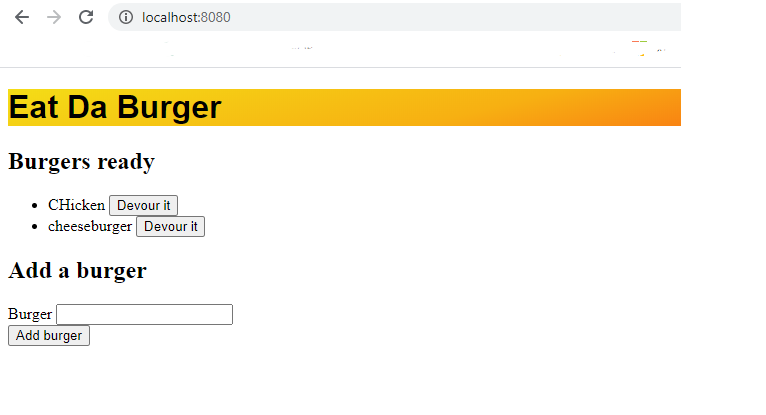 localhost:8080
Eat Da Burger
Burgers ready
CHicken Devour it
cheeseburger Devour it
Add a burger
Burger
Add burger